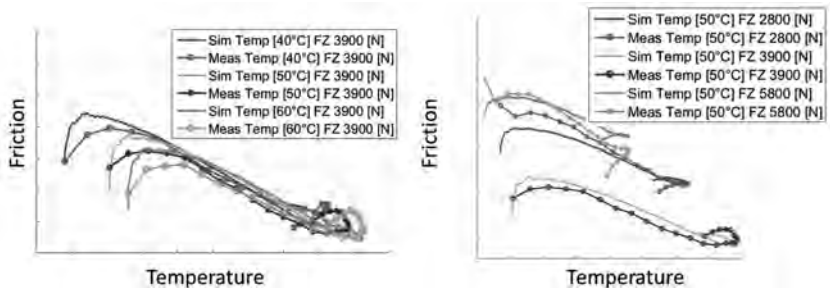 Sim Temp [40°C] FZ 3900 [N]
Meas Temp [40°C] FZ 3900 [N]
Sim Temp [50°C] FZ 3900 [N]
Meas Temp [50°C] FZ 3900 [N]
Sim Temp [60°C] FZ 3900 [N]
Meas Temp [60°C] FZ 3900 [N]
Friction
Temperature
Sim Temp [50°C] FZ 2800 [N]
Meas Temp [50°C] FZ 2800 [N]
Sim Temp [50°C] FZ 3900 [N]
Meas Temp [50°C] FZ 3900 [N]
Sim Temp [50°C] FZ 5800 [N]
Meas Temp [50°C] FZ 5800 [N]
Friction
Temperature